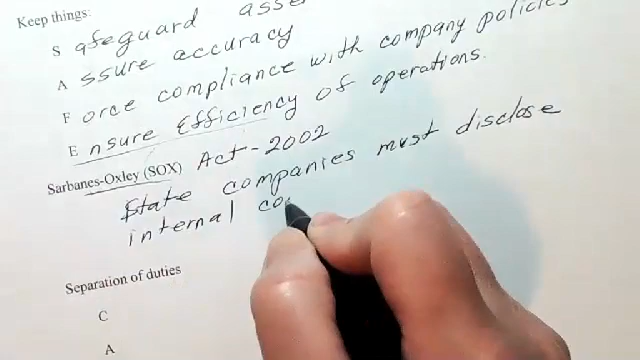 Keep things:
S afeguard asse
A ssure accuracy
F orce compliance with company policies
E nsure Efficiency of operations.
Sarbanes-Oxley (SOX) Act-2002
State companies must disclose
internal co
Separation of duties
C
A